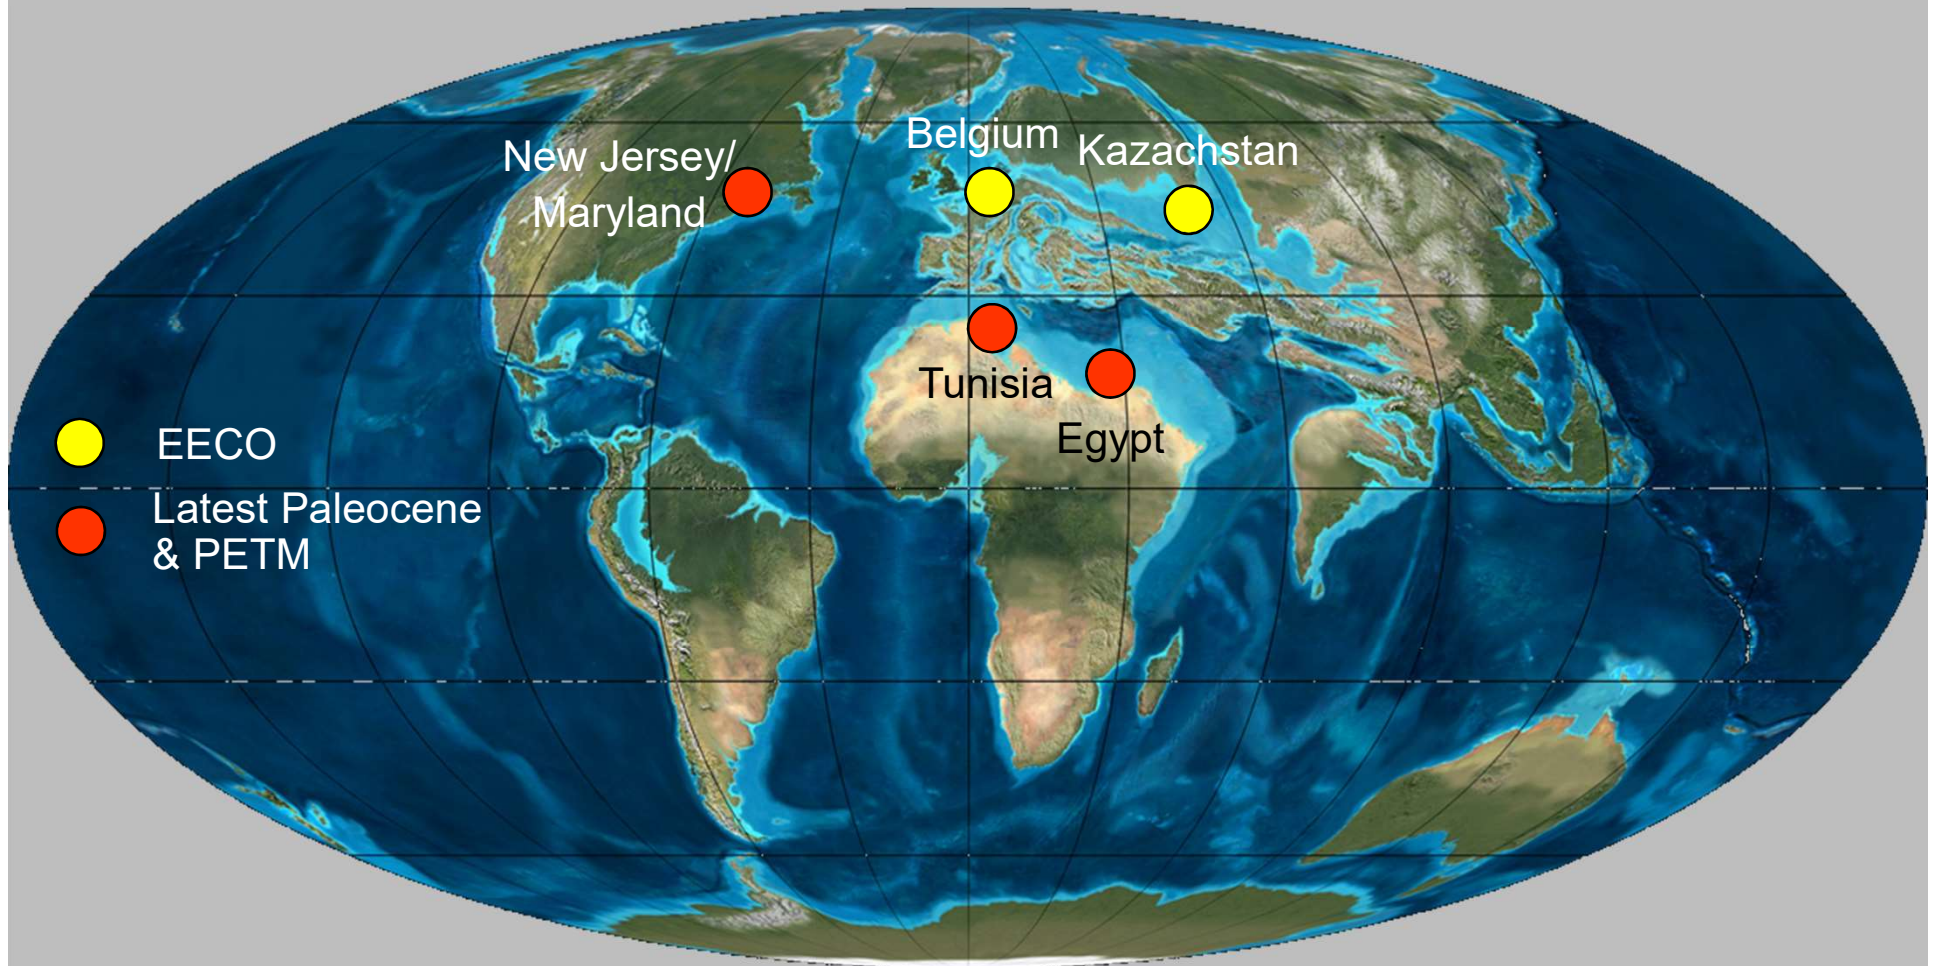 New Jersey/
Maryland
Belgium
Kazachstan
Tunisia
Egypt
EECO
Latest Paleocene
& PETM